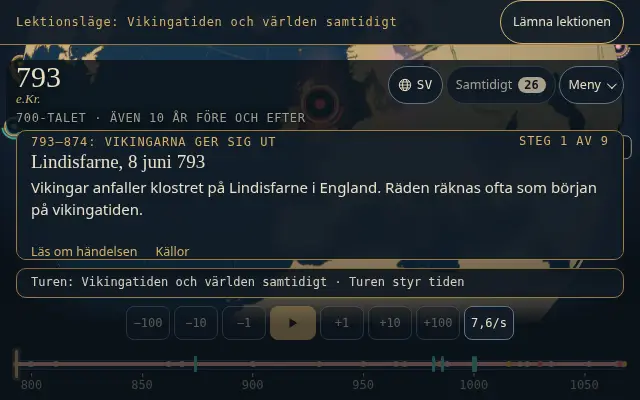 Lektionsläge: Vikingatiden och världen samtidigt
Lämna lektionen
793
e.Kr.
SV
Samtidigt 26
Meny
700-TALET · ÄVEN 10 ÅR FÖRE OCH EFTER
793–874: VIKINGARNA GER SIG UT
STEG 1 AV 9
Lindisfarne, 8 juni 793
Vikingar anfaller klostret på Lindisfarne i England. Räden räknas ofta som början
på vikingatiden.
Läs om händelsen
Källor
Turen: Vikingatiden och världen samtidigt · Turen styr tiden
−100
−10
−1
+1
+10
+100
7,6/s
800
850
900
950
1000
1050